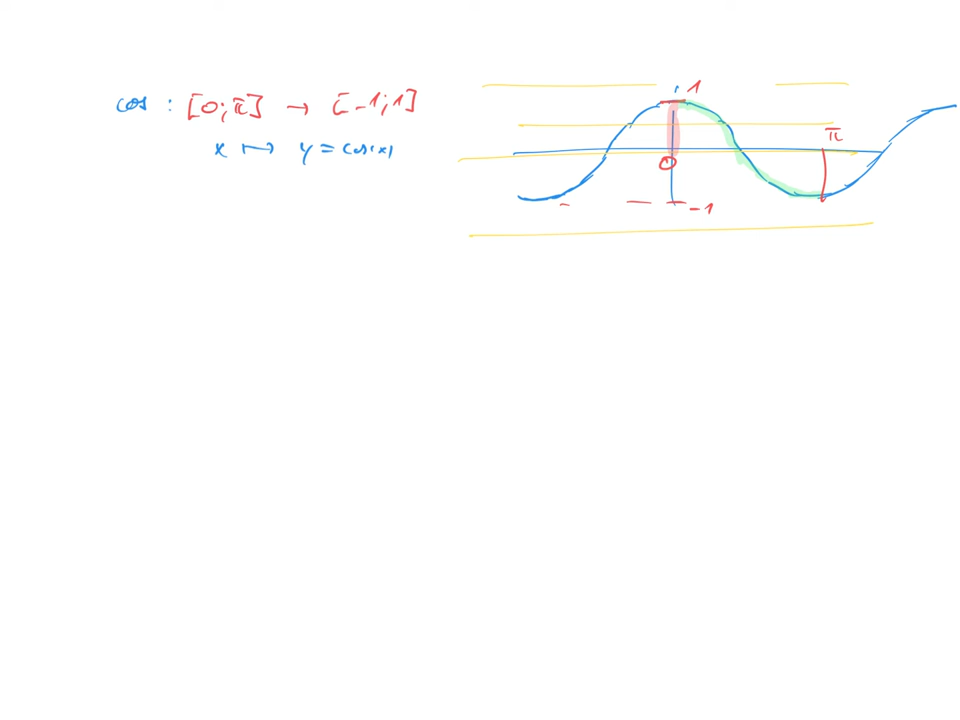 cos : [0; π] → [-1; 1]
x ↦ y = cos(x)
1
π
0
-1